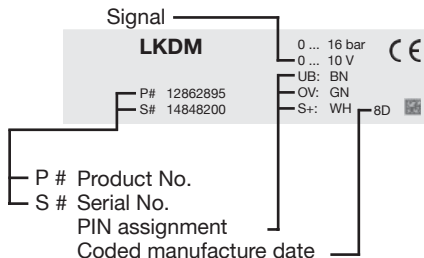 Signal
LKDM
0 ... 16 bar
0 ... 10 V
UB: BN
OV: GN
S+: WH
8D
P# 12862895
S# 14848200
CE
P # Product No.
S # Serial No.
PIN assignment
Coded manufacture date